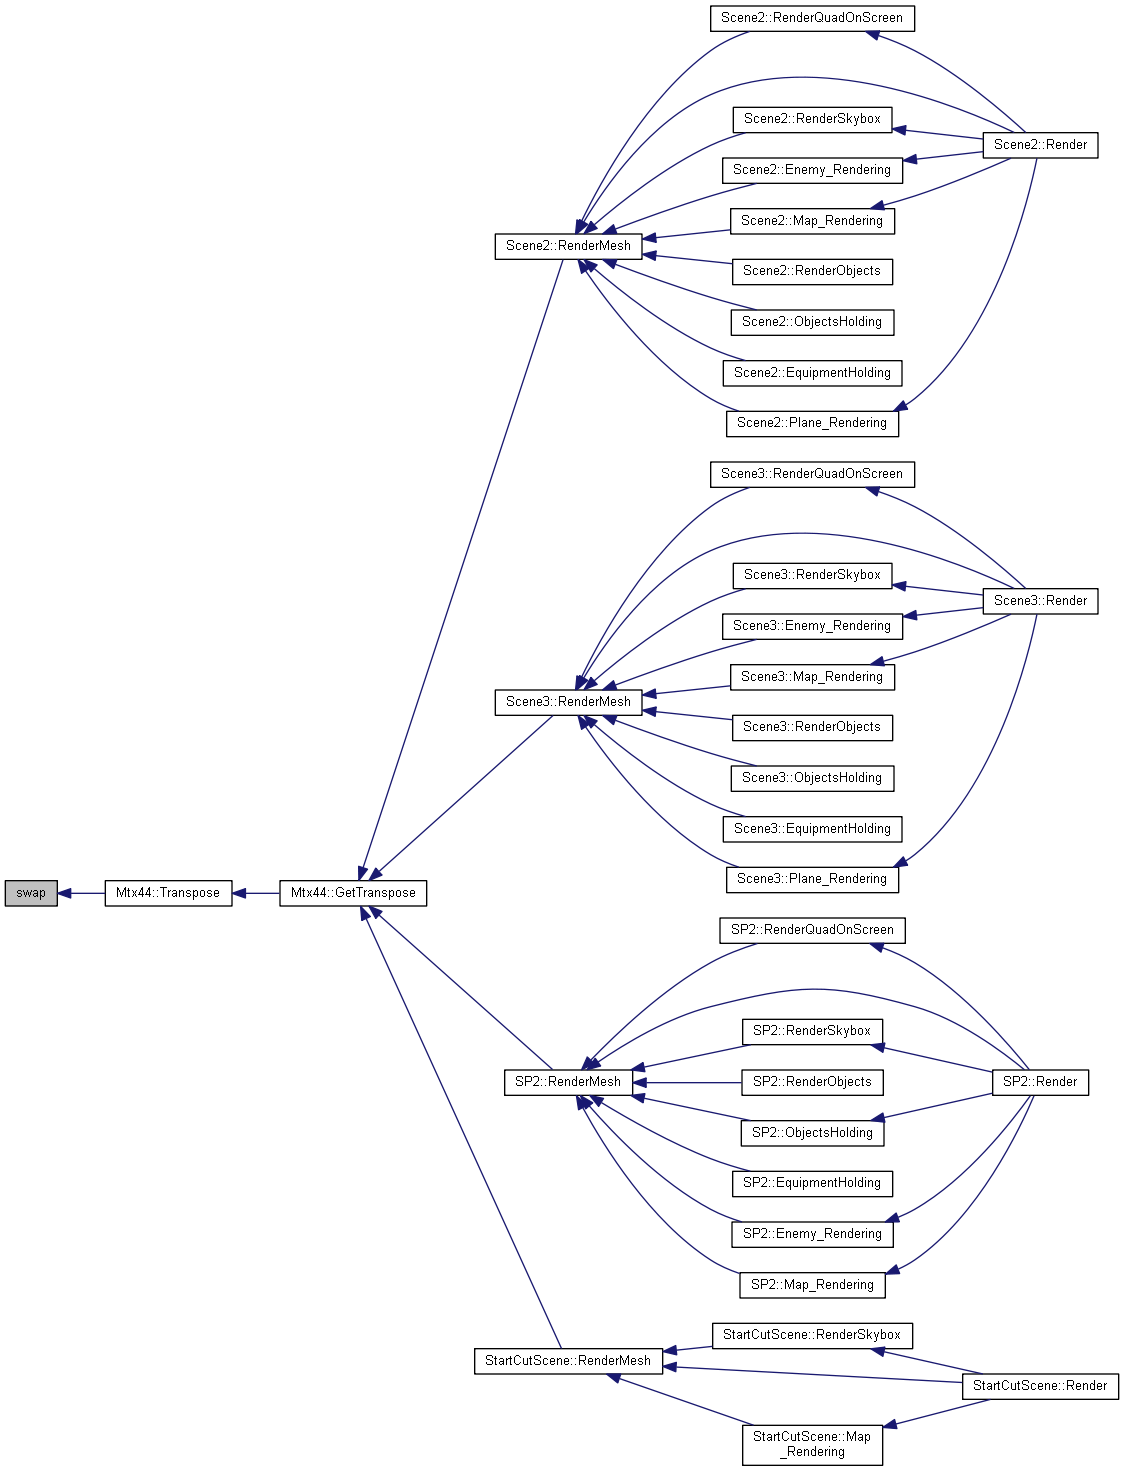 Scene2::RenderQuadOnScreen
Scene2::RenderSkybox
Scene2::Render
Scene2::Enemy_Rendering
Scene2::Map_Rendering
Scene2::RenderMesh
Scene2::RenderObjects
Scene2::ObjectsHolding
Scene2::EquipmentHolding
Scene2::Plane_Rendering
Scene3::RenderQuadOnScreen
Scene3::RenderSkybox
Scene3::Render
Scene3::Enemy_Rendering
Scene3::Map_Rendering
Scene3::RenderMesh
Scene3::RenderObjects
Scene3::ObjectsHolding
Scene3::EquipmentHolding
Scene3::Plane_Rendering
swap
Mtx44::Transpose
Mtx44::GetTranspose
SP2::RenderQuadOnScreen
SP2::RenderSkybox
SP2::RenderMesh
SP2::RenderObjects
SP2::Render
SP2::ObjectsHolding
SP2::EquipmentHolding
SP2::Enemy_Rendering
SP2::Map_Rendering
StartCutScene::RenderSkybox
StartCutScene::RenderMesh
StartCutScene::Render
StartCutScene::Map
_Rendering